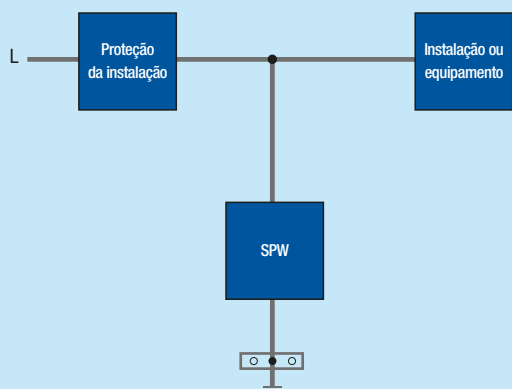 L
Proteção
da instalação
Instalação ou
equipamento
SPW